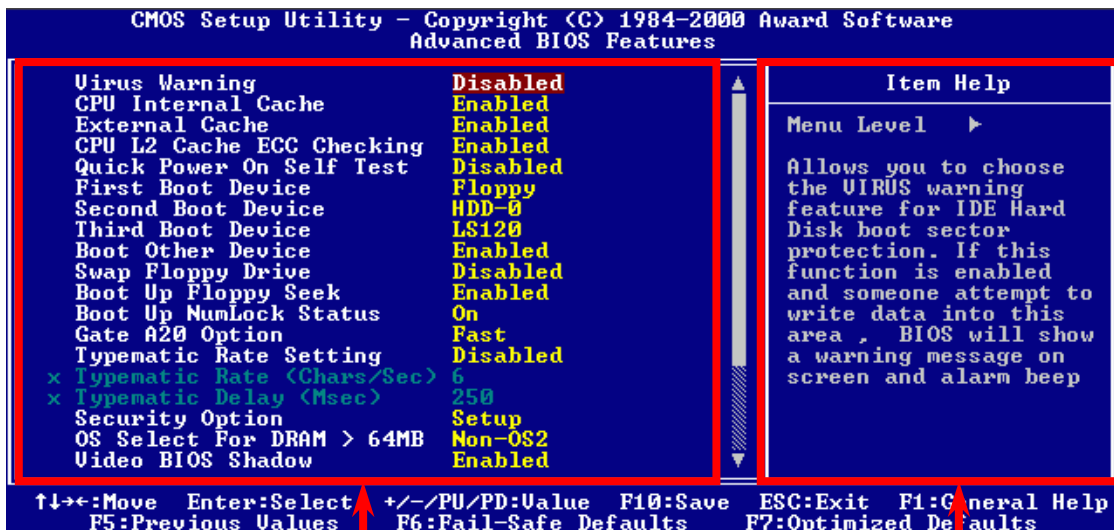 CMOS Setup Utility - Copyright (C) 1984-2000 Award Software
Advanced BIOS Features
Virus Warning Disabled
CPU Internal Cache Enabled
External Cache Enabled
CPU L2 Cache ECC Checking Enabled
Quick Power On Self Test Disabled
First Boot Device Floppy
Second Boot Device HDD-0
Third Boot Device LS120
Boot Other Device Enabled
Swap Floppy Drive Disabled
Boot Up Floppy Seek Enabled
Boot Up NumLock Status On
Gate A20 Option Fast
Typematic Rate Setting Disabled
x Typematic Rate (Chars/Sec) 6
x Typematic Delay (Msec) 250
Security Option Setup
OS Select For DRAM > 64MB Non-OS2
Video BIOS Shadow Enabled
Item Help
Menu Level ▸
Allows you to choose
the VIRUS warning
feature for IDE Hard
Disk boot sector
protection. If this
function is enabled
and someone attempt to
write data into this
area , BIOS will show
a warning message on
screen and alarm beep
↑↓→←:Move Enter:Select +/-/PU/PD:Value F10:Save ESC:Exit F1:General Help
F5:Previous Values F6:Fail-Safe Defaults F7:Optimized Defaults